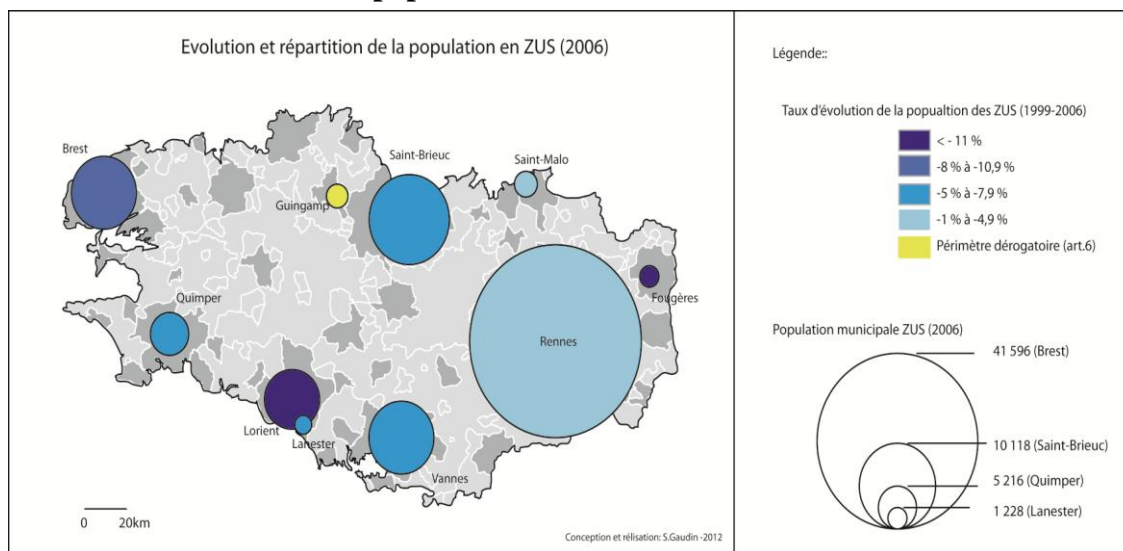 Evolution et répartition de la population en ZUS (2006)
Brest
Saint-Brieuc
Saint-Malo
Guingamp
Fougères
Quimper
Rennes
Lorient
Lanester
Vannes
0 20km
Conception et rélisation: S.Gaudin -2012
Légende::
Taux d'évolution de la popualtion des ZUS (1999-2006)
< - 11 %
-8 % à -10,9 %
-5 % à -7,9 %
-1 % à -4,9 %
Périmètre dérogatoire (art.6)
Population municipale ZUS (2006)
41 596 (Brest)
10 118 (Saint-Brieuc)
5 216 (Quimper)
1 228 (Lanester)